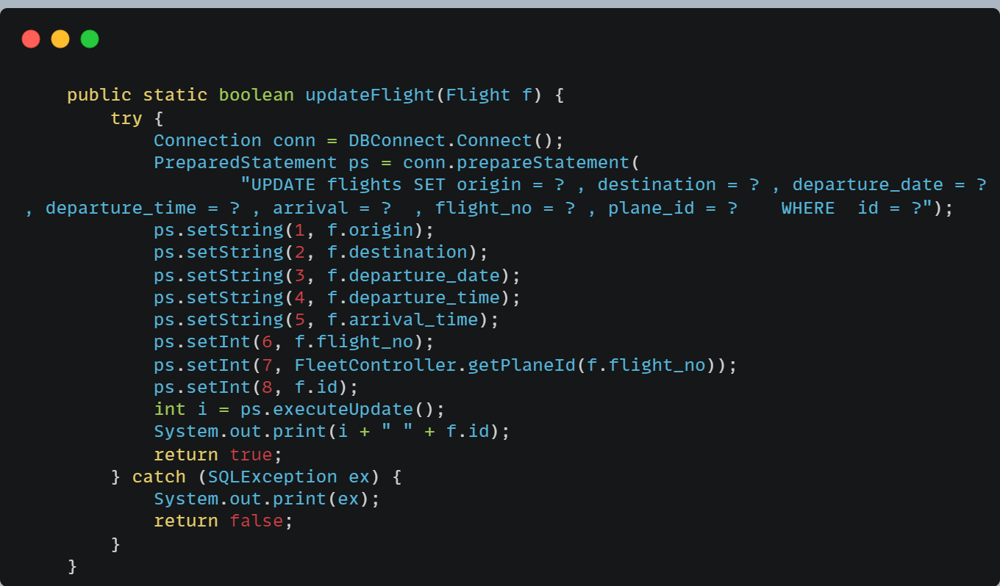 public static boolean updateFlight(Flight f) {
try {
Connection conn = DBConnect.Connect();
PreparedStatement ps = conn.prepareStatement(
"UPDATE flights SET origin = ? , destination = ? , departure_date = ?
, departure_time = ? , arrival = ?  , flight_no = ? , plane_id = ?    WHERE  id = ?");
ps.setString(1, f.origin);
ps.setString(2, f.destination);
ps.setString(3, f.departure_date);
ps.setString(4, f.departure_time);
ps.setString(5, f.arrival_time);
ps.setInt(6, f.flight_no);
ps.setInt(7, FleetController.getPlaneId(f.flight_no));
ps.setInt(8, f.id);
int i = ps.executeUpdate();
System.out.print(i + " " + f.id);
return true;
} catch (SQLException ex) {
System.out.print(ex);
return false;
}
}